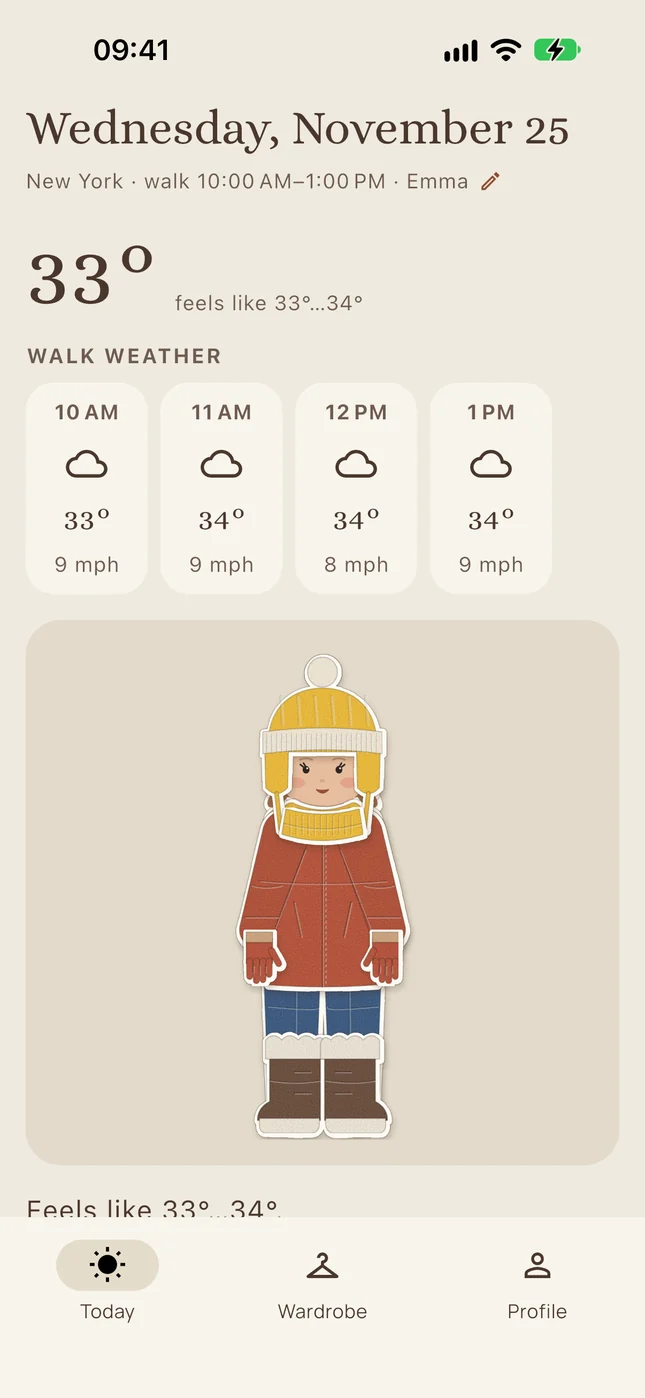 09:41
Wednesday, November 25
New York · walk 10:00 AM–1:00 PM · Emma
33°
feels like 33°...34°
WALK WEATHER
10 AM
11 AM
12 PM
1 PM
33°
34°
34°
34°
9 mph
9 mph
8 mph
9 mph
Feels like 33°...34°.
Today
Wardrobe
Profile